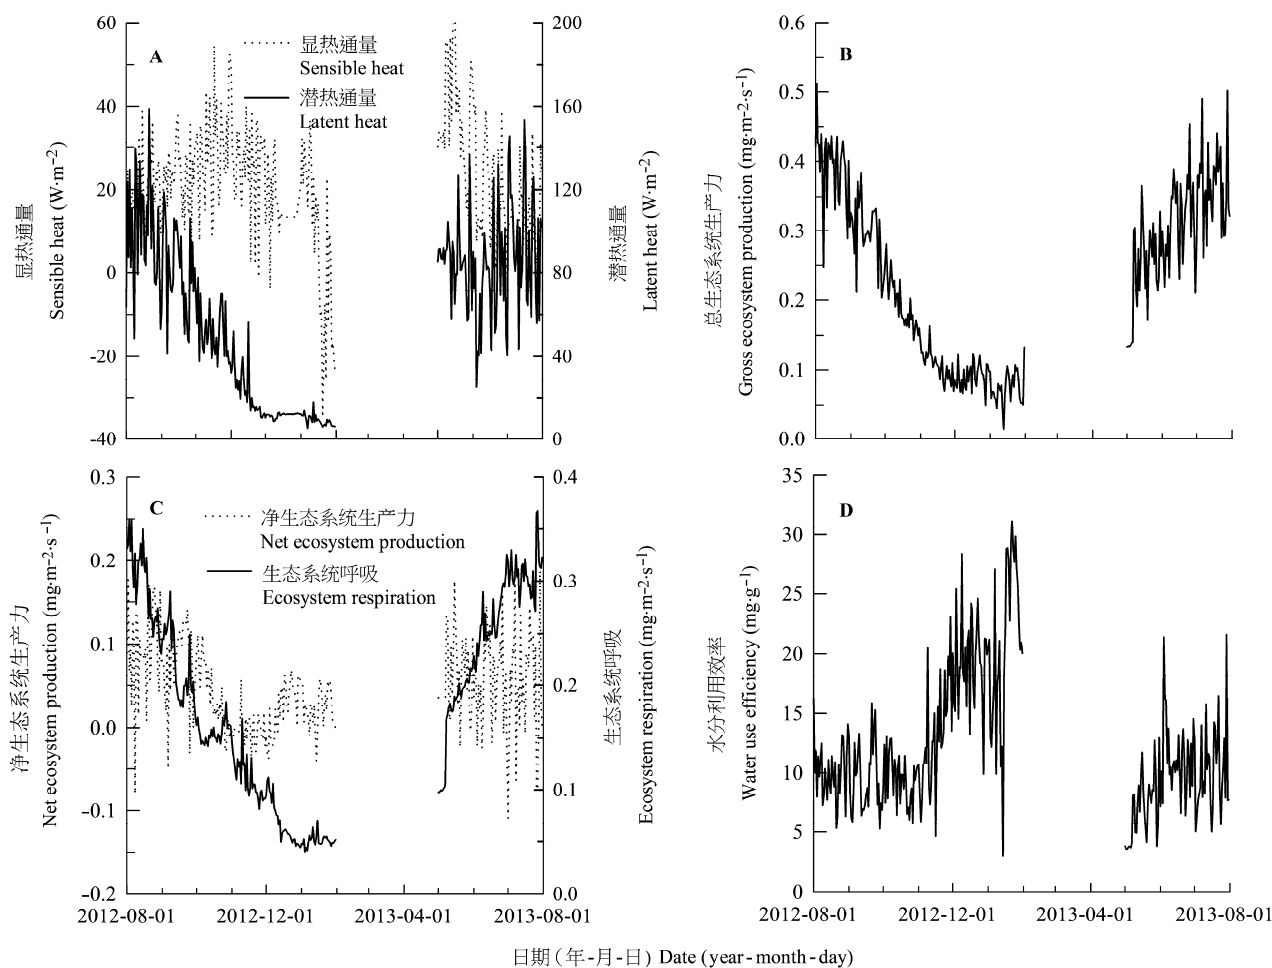 A
显热通量
Sensible heat
潜热通量
Latent heat
60
40
20
0
-20
-40
显热通量
Sensible heat (W·m−2)
200
160
120
80
40
0
潜热通量
Latent heat (W·m−2)
B
0.6
0.5
0.4
0.3
0.2
0.1
0.0
总生态系统生产力
Gross ecosystem production (mg·m−2·s−1)
C
净生态系统生产力
Net ecosystem production
生态系统呼吸
Ecosystem respiration
0.3
0.2
0.1
0.0
−0.1
−0.2
净生态系统生产力
Net ecosystem production (mg·m−2·s−1)
0.4
0.3
0.2
0.1
0.0
生态系统呼吸
Ecosystem respiration (mg·m−2·s−1)
2012-08-01
2012-12-01
2013-04-01
2013-08-01
D
35
30
25
20
15
10
5
0
水分利用效率
Water use efficiency (mg·g−1)
2012-08-01
2012-12-01
2013-04-01
2013-08-01
日期(年-月-日) Date (year-month-day)